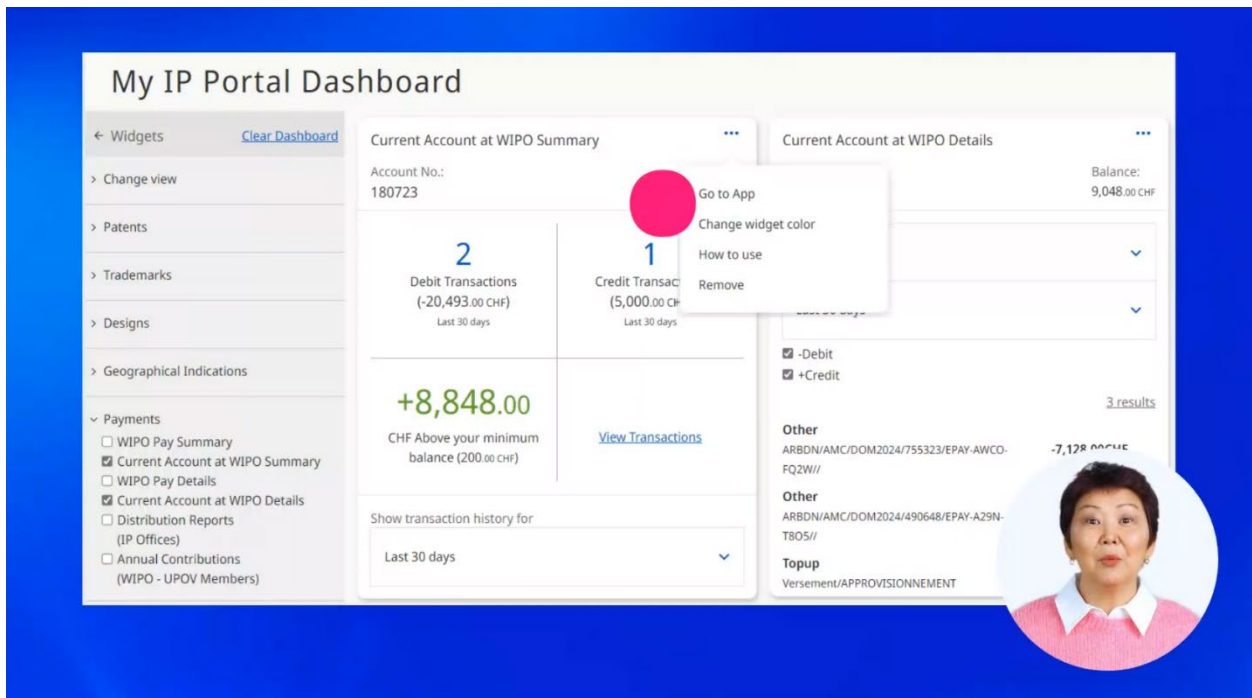 My IP Portal Dashboard
← Widgets
Clear Dashboard
> Change view
> Patents
> Trademarks
> Designs
> Geographical Indications
Payments
WIPO Pay Summary
Current Account at WIPO Summary
WIPO Pay Details
Current Account at WIPO Details
Distribution Reports
(IP Offices)
Annual Contributions
(WIPO - UPOV Members)
Current Account at WIPO Summary
•••
Account No.:
180723
Go to App
Change widget color
How to use
Remove
2
Debit Transactions
(-20,493.00 CHF)
Last 30 days
1
Credit
(5,000.00
Last 30 days
+8,848.00
CHF Above your minimum
balance (200.00 CHF)
View Transactions
Show transaction history for
Last 30 days
Current Account at WIPO Details
•••
Balance:
9,048.00 CHF
-Debit
+Credit
3 results
Other
ARBDN/AMC/DOM2024/755323/EPAY-AWCO-
FQ2W//
-7,128
Other
ARBDN/AMC/DOM2024/490648/EPAY-A29N-
T8O5//
Topup
Versement/APPROVISIONNEMENT